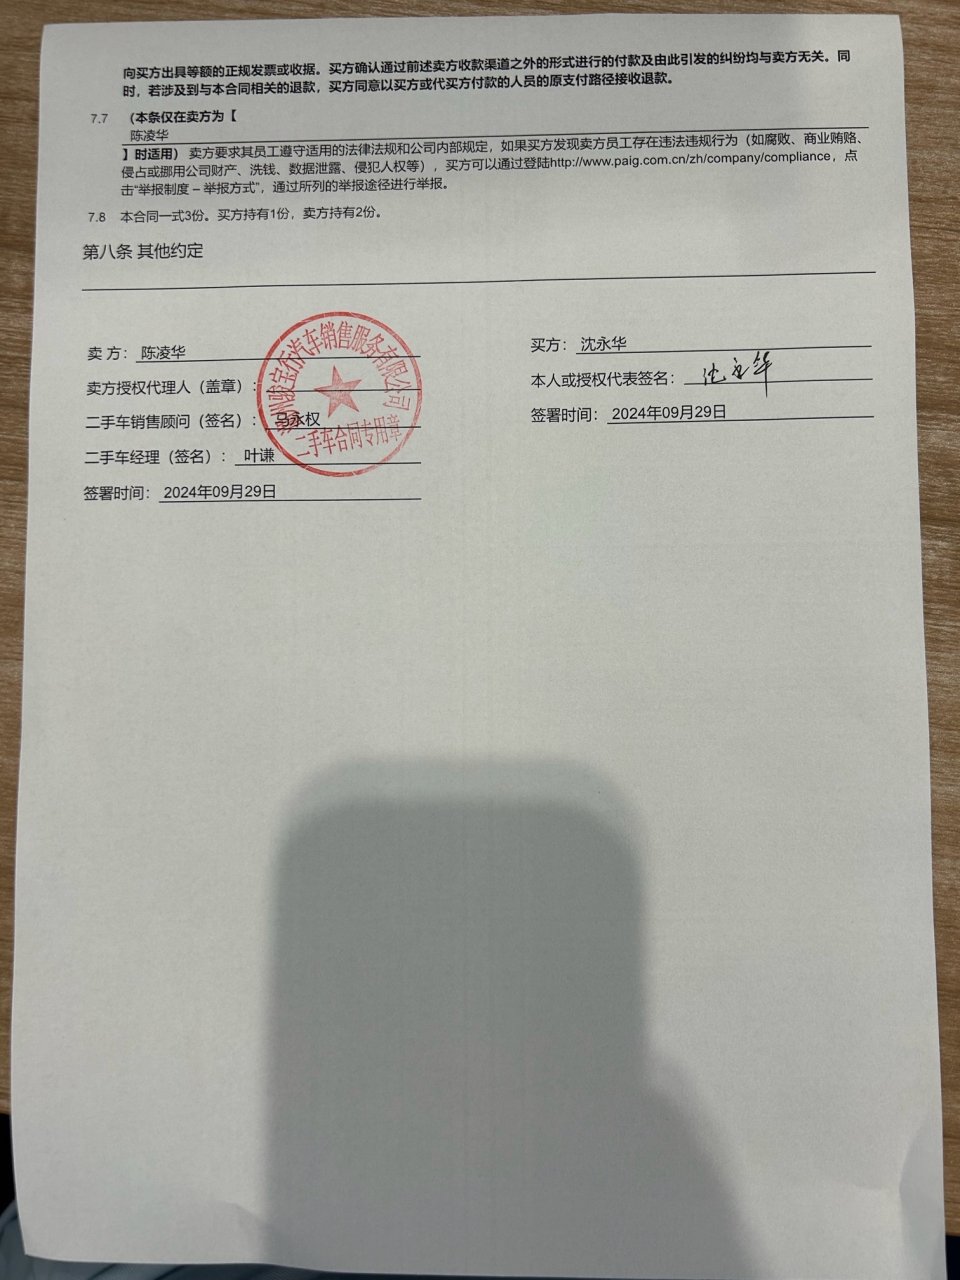 向买方出具等额的正规发票或收据。买方确认通过前述卖方收款渠道之外的形式进行的付款及由此引发的纠纷均与卖方无关。同
时，若涉及到与本合同相关的退款，买方同意以买方或代买方付款的人员的原支付路径接收退款。
7.7 （本条仅在卖方为【
陈凌华
】时适用）卖方要求其员工遵守适用的法律法规和公司内部规定，如果买方发现卖方员工存在违法违规行为（如腐败、商业贿赂、
侵占或挪用公司财产、洗钱、数据泄露、侵犯人权等），买方可以通过登陆http://www.paig.com.cn/zh/company/compliance，点
击“举报制度 – 举报方式”，通过所列的举报途径进行举报。
7.8 本合同一式3份。买方持有1份，卖方持有2份。
第八条 其他约定
卖 方： 陈凌华
卖方授权代理人（盖章）：
二手车销售顾问（签名）： 马永权
二手车经理（签名）： 叶谦
签署时间： 2024年09月29日
州骏宝行汽车销售服务有限公司
二手车合同专用章
买方： 沈永华
本人或授权代表签名： 沈永华
签署时间： 2024年09月29日